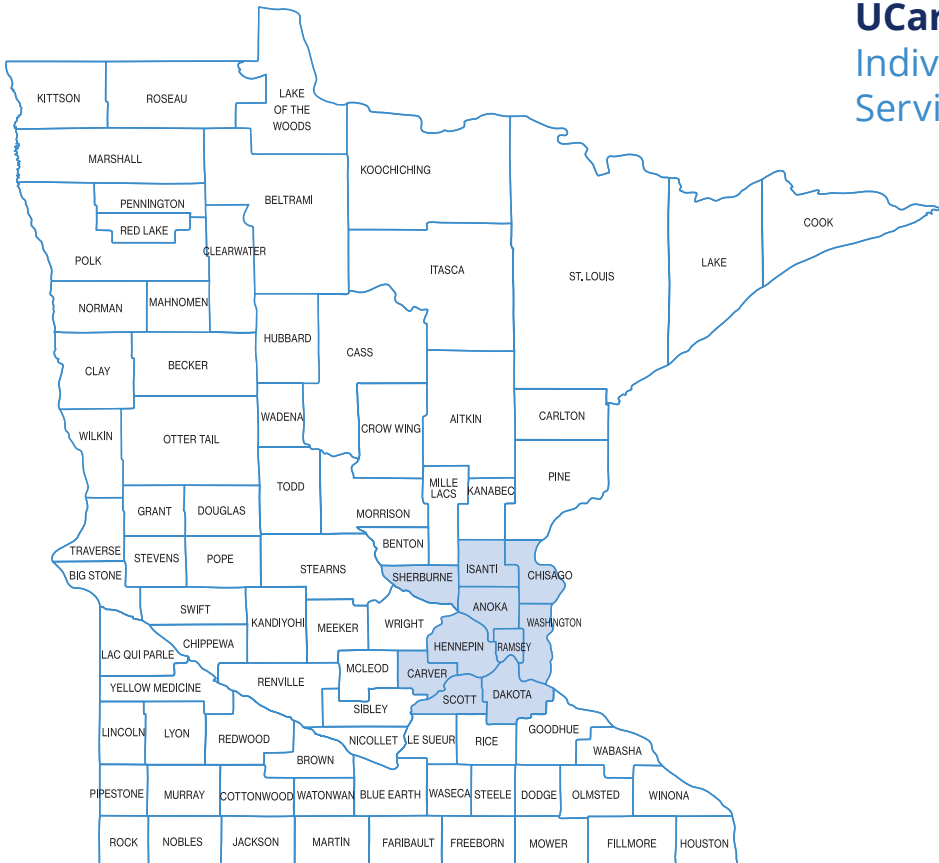 UCar
Indiv
Servi
KITTSON
ROSEAU
LAKE
OF THE
WOODS
MARSHALL
KOOCHICHING
PENNINGTON
BELTRAMI
RED LAKE
COOK
CLEARWATER
POLK
ITASCA
ST. LOUIS
LAKE
NORMAN
MAHNOMEN
HUBBARD
CASS
CLAY
BECKER
WADENA
CROW WING
AITKIN
CARLTON
WILKIN
OTTER TAIL
PINE
TODD
MILLE
LACS
KANABEC
GRANT
DOUGLAS
MORRISON
BENTON
TRAVERSE
STEVENS
POPE
BIG STONE
STEARNS
SHERBURNE
ISANTI
CHISAGO
SWIFT
KANDIYOHI
MEEKER
WRIGHT
ANOKA
WASHINGTON
CHIPPEWA
LAC QUI PARLE
HENNEPIN
RAMSEY
MCLEOD
CARVER
YELLOW MEDICINE
RENVILLE
SCOTT
DAKOTA
SIBLEY
LINCOLN
LYON
REDWOOD
NICOLLET
LE SUEUR
RICE
GOODHUE
WABASHA
BROWN
PIPESTONE
MURRAY
COTTONWOOD
WATONWAN
BLUE EARTH
WASECA
STEELE
DODGE
OLMSTED
WINONA
ROCK
NOBLES
JACKSON
MARTIN
FARIBAULT
FREEBORN
MOWER
FILLMORE
HOUSTON